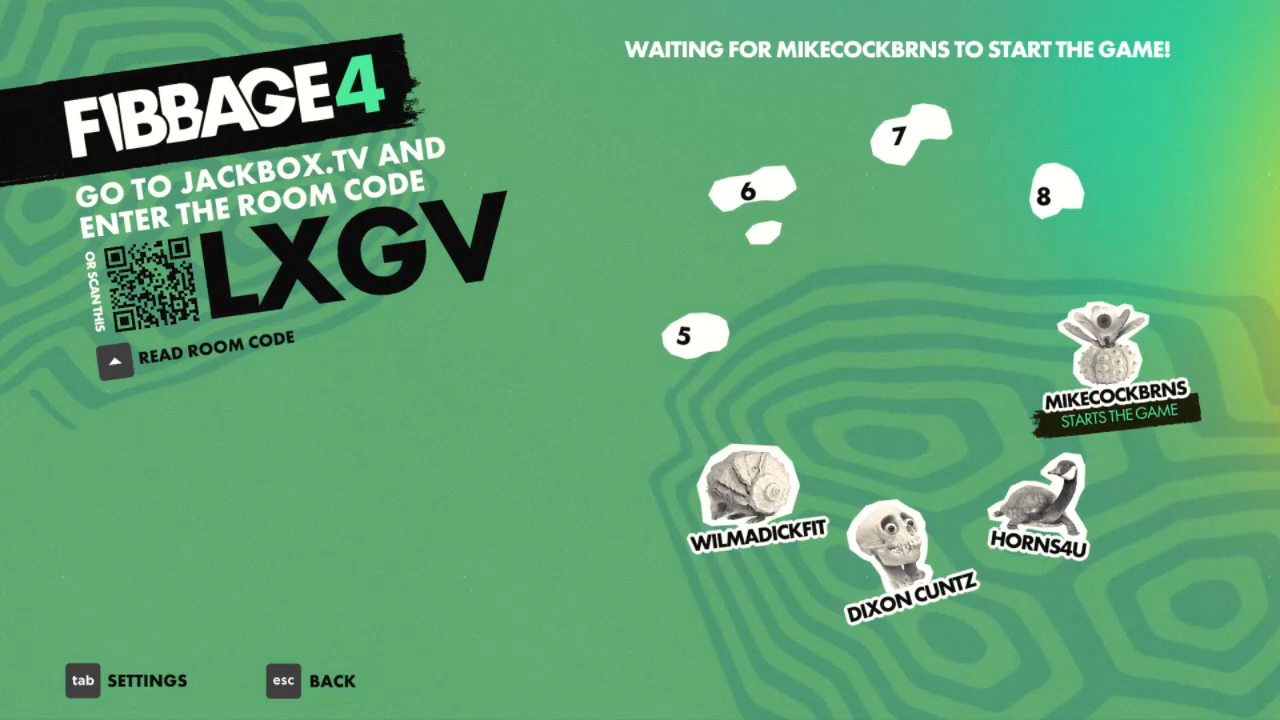 FIBBAGE 4
GO TO JACKBOX.TV AND
ENTER THE ROOM CODE
OR SCAN THIS
LXGV
READ ROOM CODE
WAITING FOR MIKECOCKBRNS TO START THE GAME!
7
6
8
5
MIKECOCKBRNS
STARTS THE GAME
WILMADICKFIT
DIXON CUNTZ
HORNS4U
tab SETTINGS
esc BACK